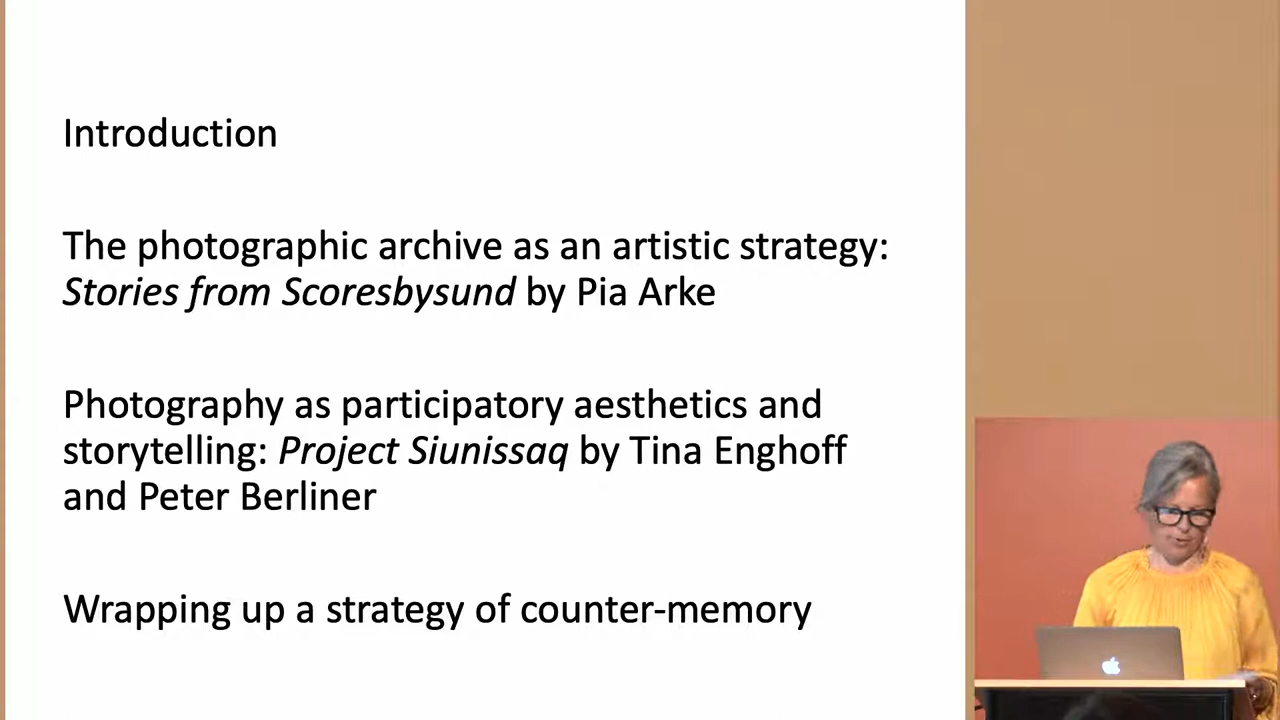 Introduction
The photographic archive as an artistic strategy:
Stories from Scoresbysund by Pia Arke
Photography as participatory aesthetics and
storytelling: Project Siunissaq by Tina Enghoff
and Peter Berliner
Wrapping up a strategy of counter-memory